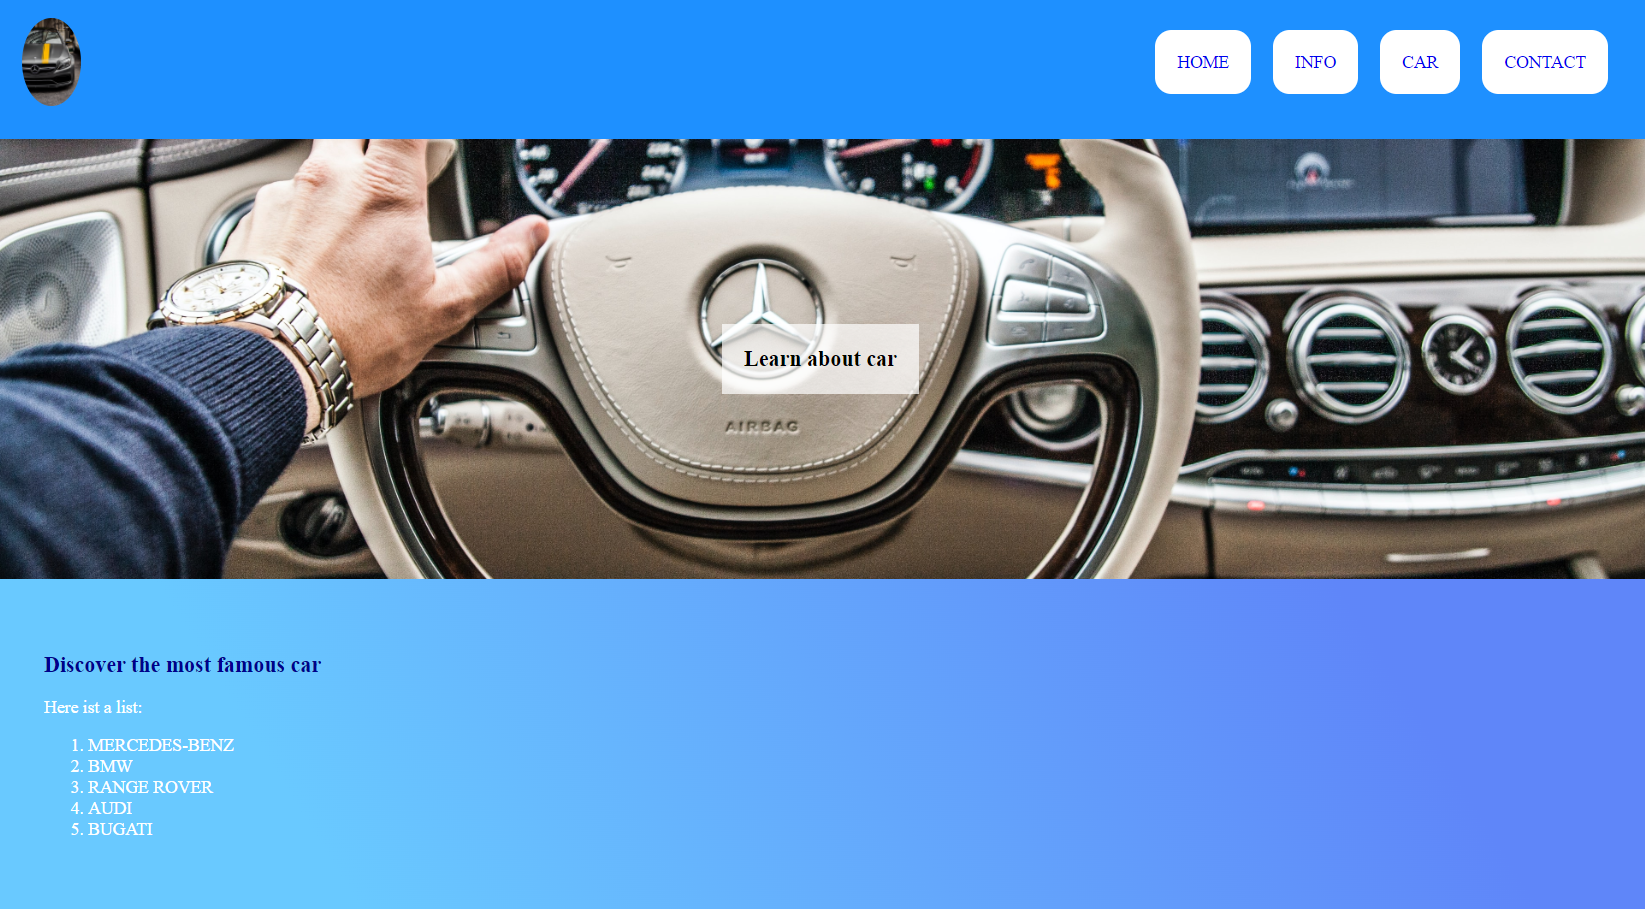 HOME INFO CAR CONTACT
Learn about car
AIRBAG
Discover the most famous car
Here ist a list:
1. MERCEDES-BENZ
2. BMW
3. RANGE ROVER
4. AUDI
5. BUGATI